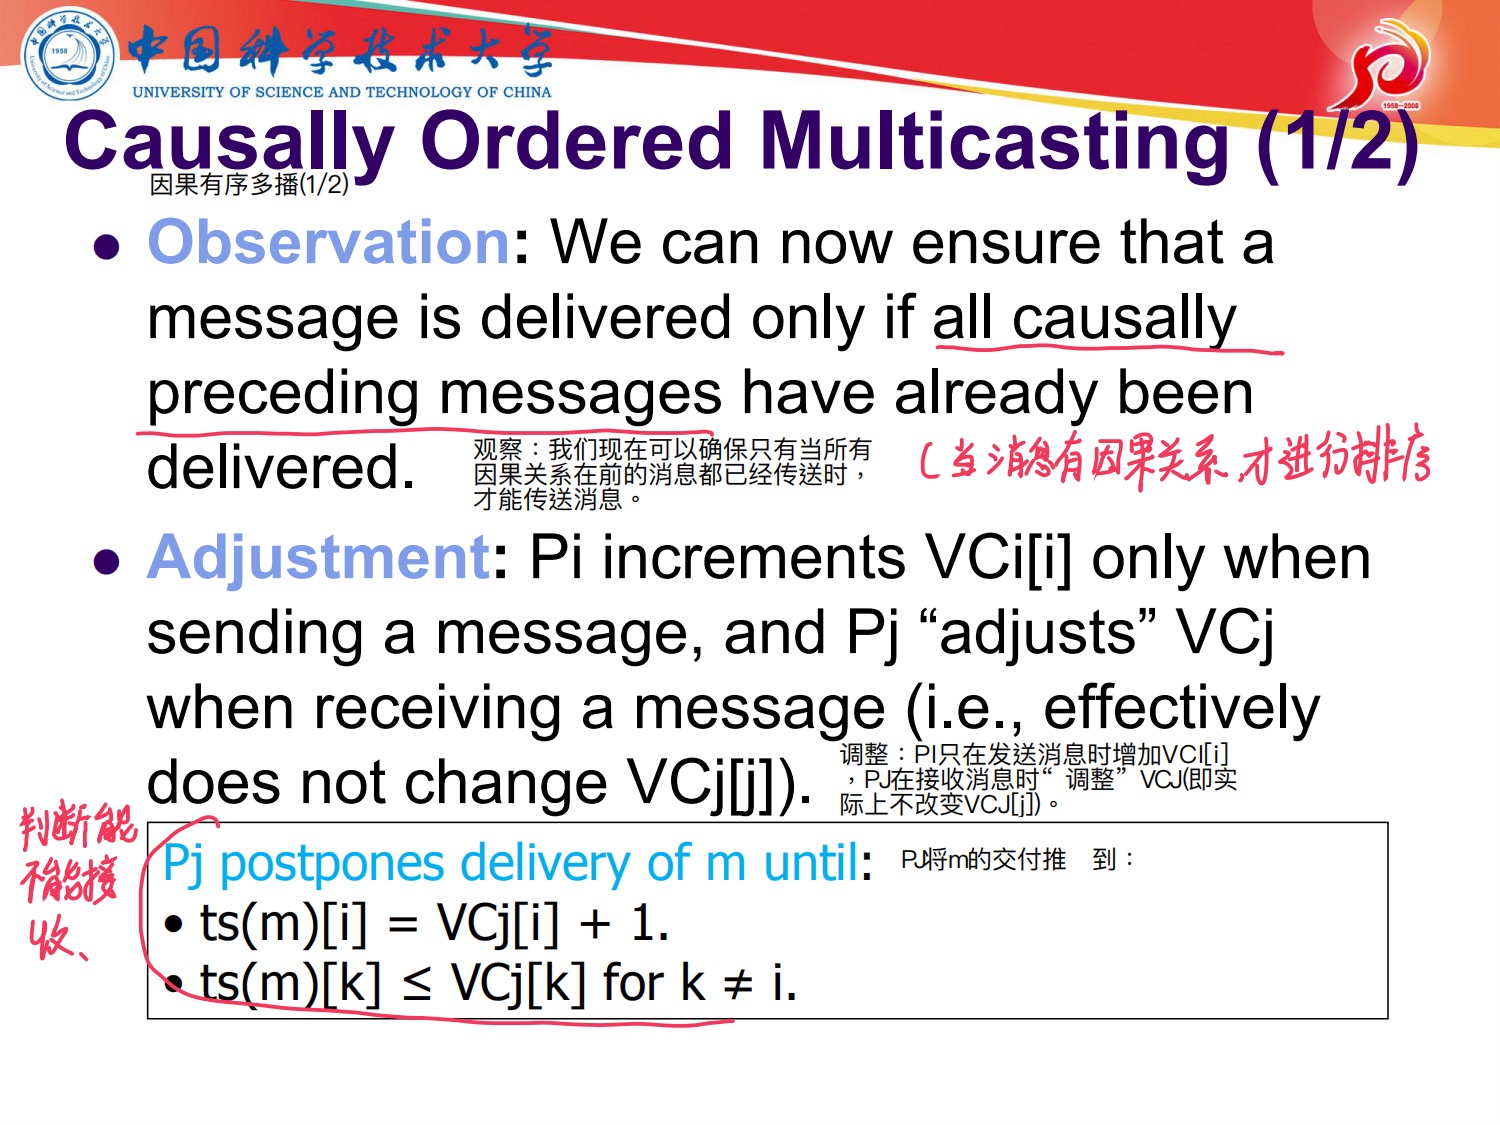 中国科学技术大学
UNIVERSITY OF SCIENCE AND TECHNOLOGY OF CHINA
1958
1958-2008
Causally Ordered Multicasting (1/2)
因果有序多播(1/2)
● Observation: We can now ensure that a
message is delivered only if all causally
preceding messages have already been
delivered.
观察：我们现在可以确保只有当所有
因果关系在前的消息都已经传送时，
才能传送消息。
（当消息有因果关系,才进行排序
● Adjustment: Pi increments VCi[i] only when
sending a message, and Pj “adjusts” VCj
when receiving a message (i.e., effectively
does not change VCj[j]).
调整：PI只在发送消息时增加VCI[i]
，PJ在接收消息时“调整”VCJ(即实
际上不改变VCJ[j])。
判断能
不能接
收、
Pj postpones delivery of m until:
PJ将m的交付推 到：
• ts(m)[i] = VCj[i] + 1.
• ts(m)[k] ≤ VCj[k] for k ≠ i.